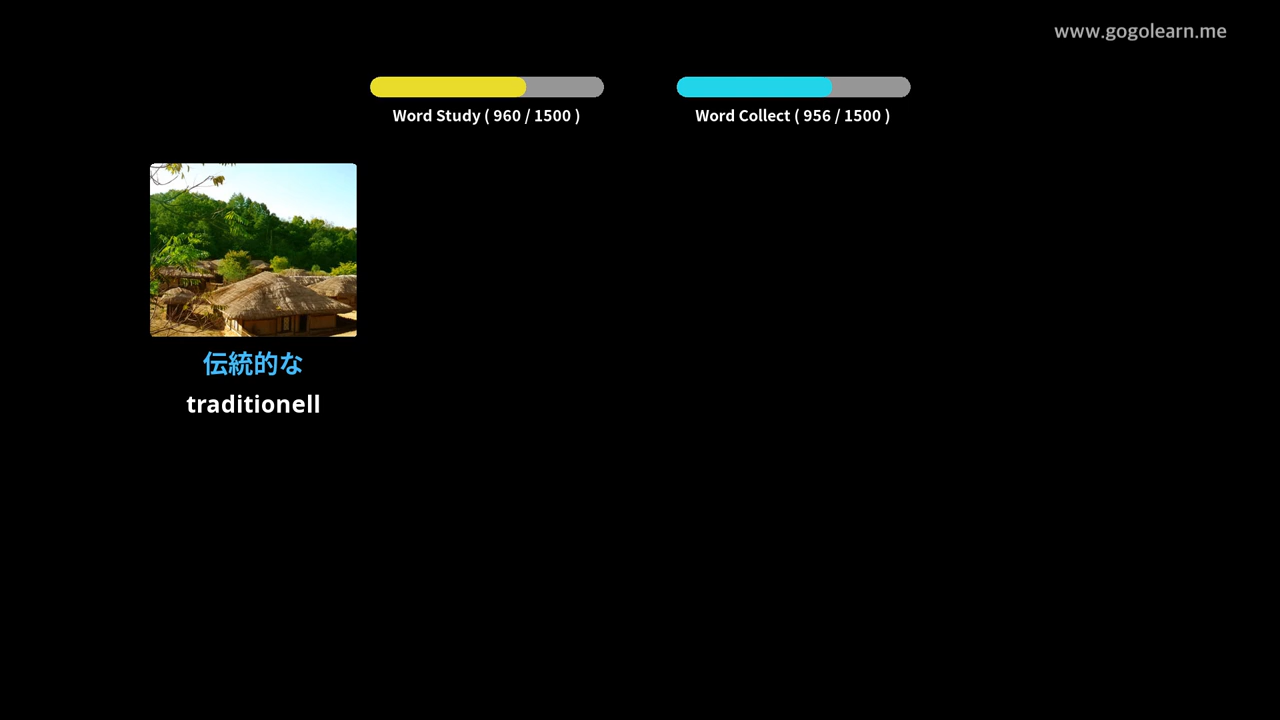 www.gogolearn.me
Word Study ( 960 / 1500 )
Word Collect ( 956 / 1500 )
伝統的な
traditionell